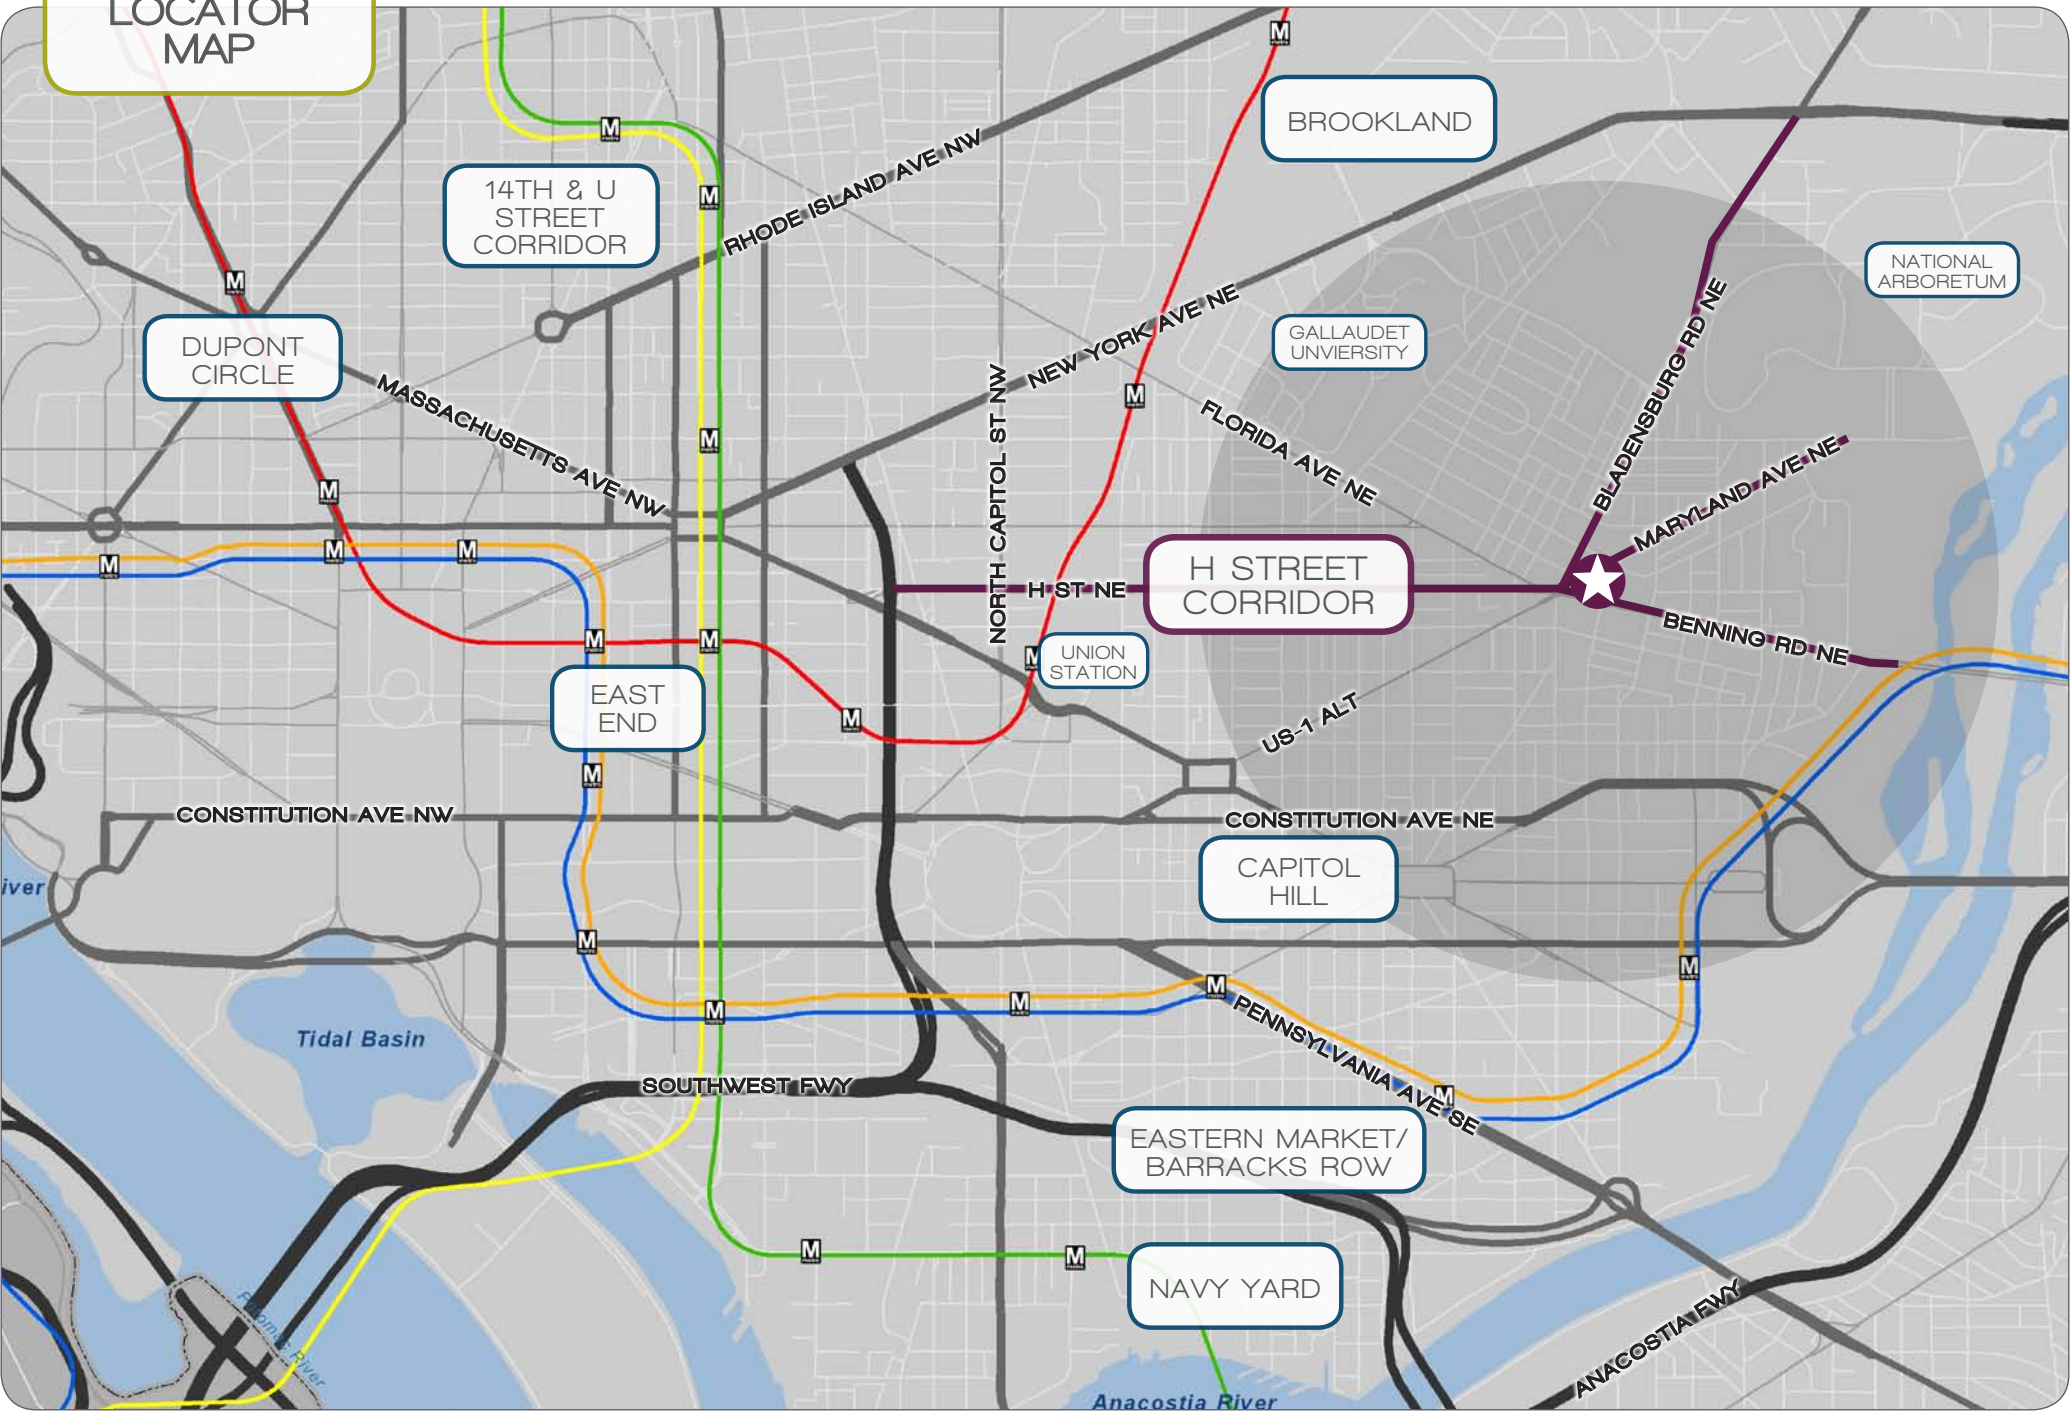 LOCATOR
MAP
M
BROOKLAND
M
RHODE ISLAND AVE NW
14TH & U
STREET
CORRIDOR
M
NATIONAL
ARBORETUM
M
NEW YORK AVE NE
BLADENSBURG RD NE
GALLAUDET
UNVIERSITY
DUPONT
CIRCLE
MASSACHUSETTS AVE NW
NORTH CAPITOL ST NW
M
FLORIDA AVE NE
M
MARYLAND AVE NE
M
M
M
M
H STREET
CORRIDOR
H ST NE
M
M
BENNING RD NE
M
UNION
STATION
EAST
END
M
US-1 ALT
M
CONSTITUTION AVE NW
CONSTITUTION AVE NE
CAPITOL
HILL
iver
M
M
M
M
M
PENNSYLVANIA AVE SE
Tidal Basin
SOUTHWEST FWY
M
EASTERN MARKET/
BARRACKS ROW
M
M
NAVY YARD
Potomac River
ANACOSTIA FWY
Anacostia River